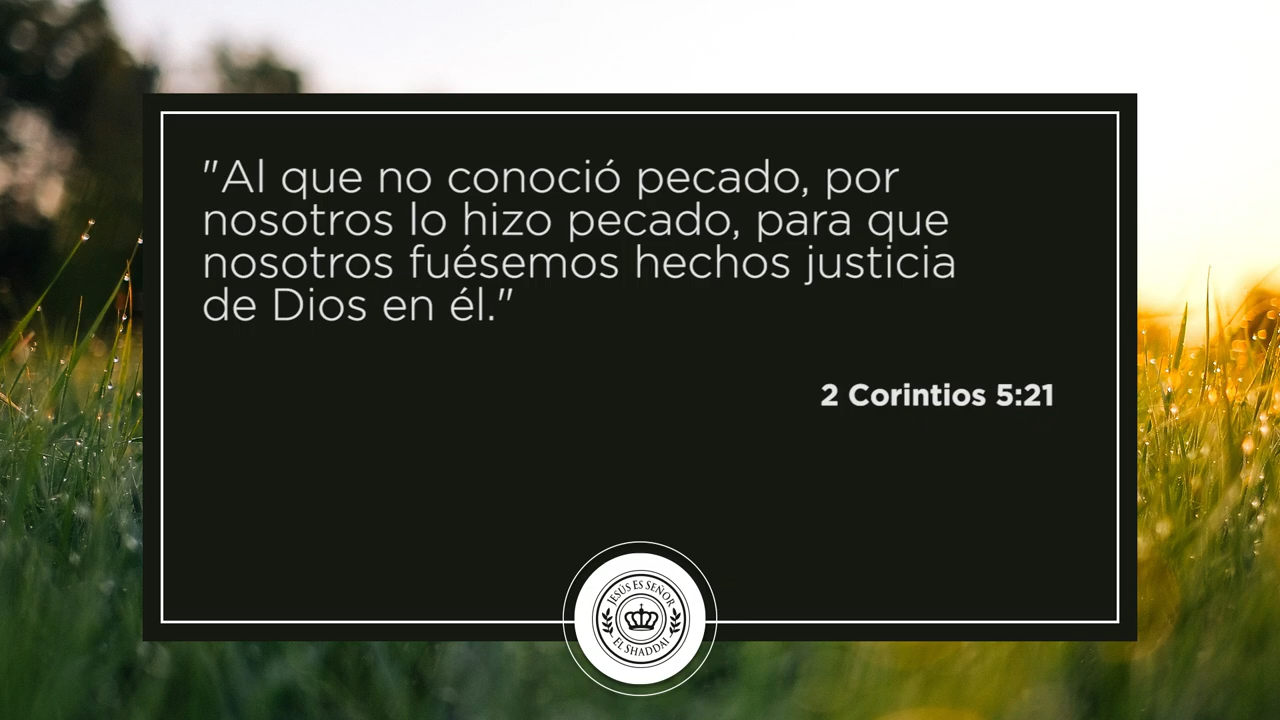 "Al que no conoció pecado, por
nosotros lo hizo pecado, para que
nosotros fuésemos hechos justicia
de Dios en él."
2 Corintios 5:21
JESÚS ES SEÑOR
EL SHADDAI